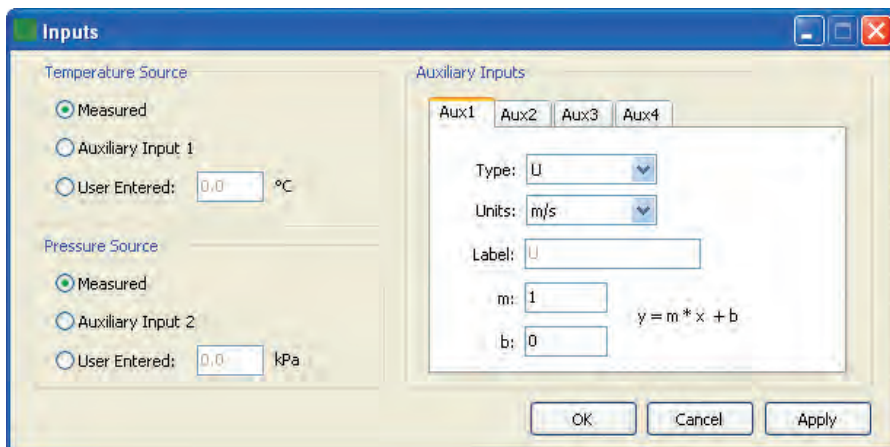 Inputs
Temperature Source
Measured
Auxiliary Input 1
User Entered: 0.0 °C
Pressure Source
Measured
Auxiliary Input 2
User Entered: 0.0 kPa
Auxiliary Inputs
Aux1 Aux2 Aux3 Aux4
Type: U
Units: m/s
Label: U
m: 1
y = m * x + b
b: 0
OK Cancel Apply